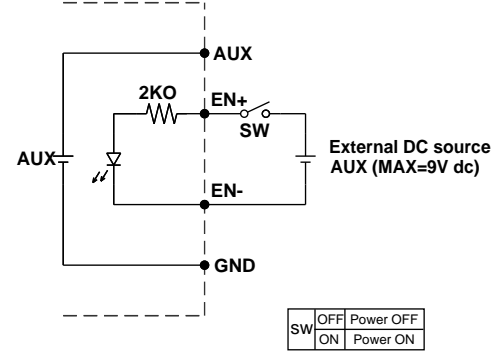 AUX
2KO
EN+
SW
AUX
External DC source
AUX (MAX=9V dc)
EN-
GND
SW OFF Power OFF
ON Power ON